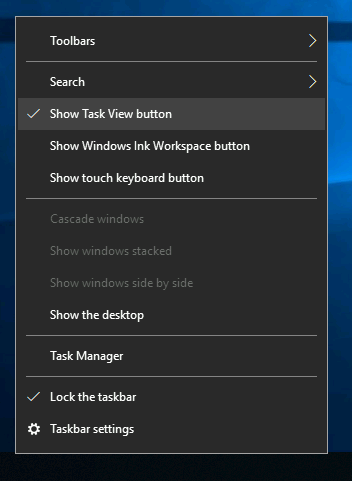 Toolbars
Search
Show Task View button
Show Windows Ink Workspace button
Show touch keyboard button
Cascade windows
Show windows stacked
Show windows side by side
Show the desktop
Task Manager
Lock the taskbar
Taskbar settings